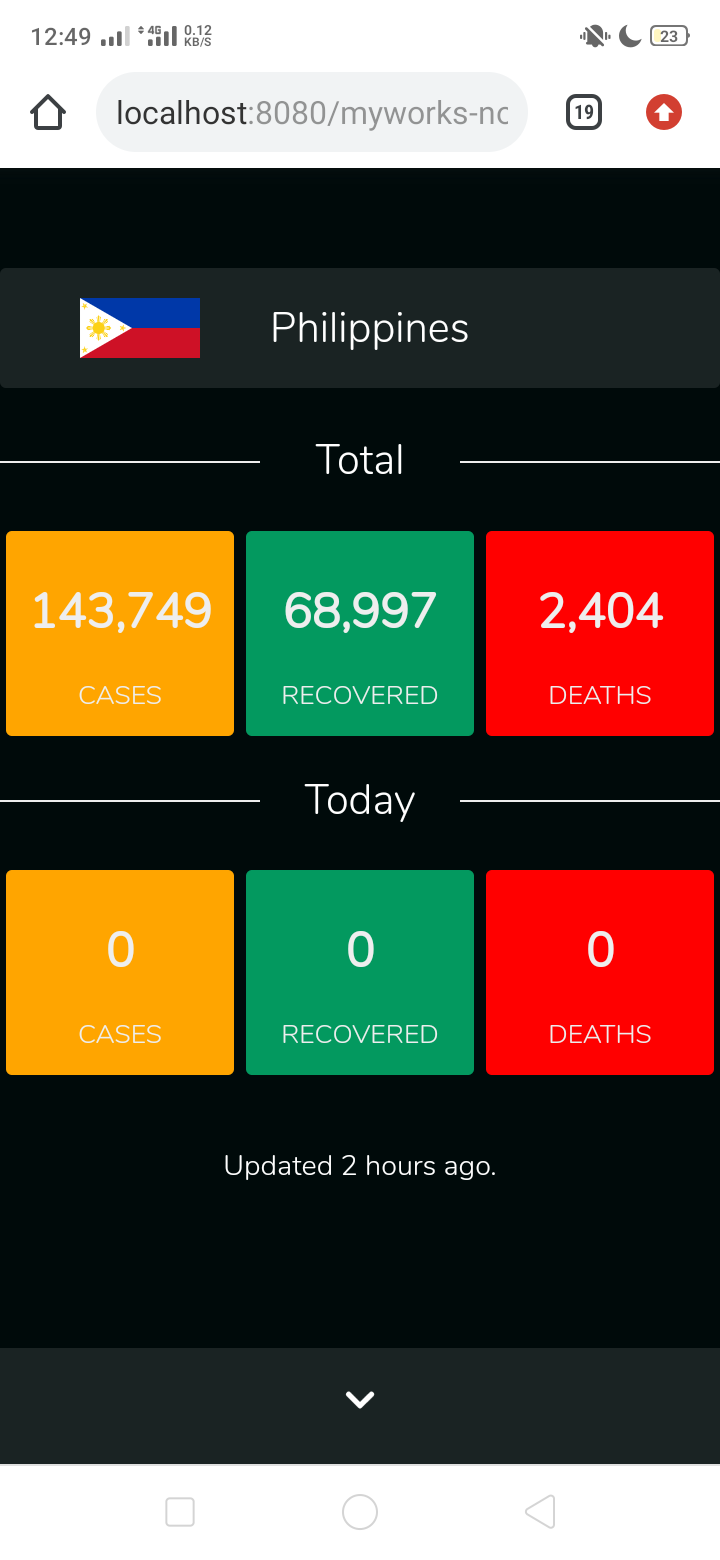 12:49 4G 0.12 KB/S 23
localhost:8080/myworks-nc 19
Philippines
Total
143,749 68,997 2,404
CASES RECOVERED DEATHS
Today
0 0 0
CASES RECOVERED DEATHS
Updated 2 hours ago.